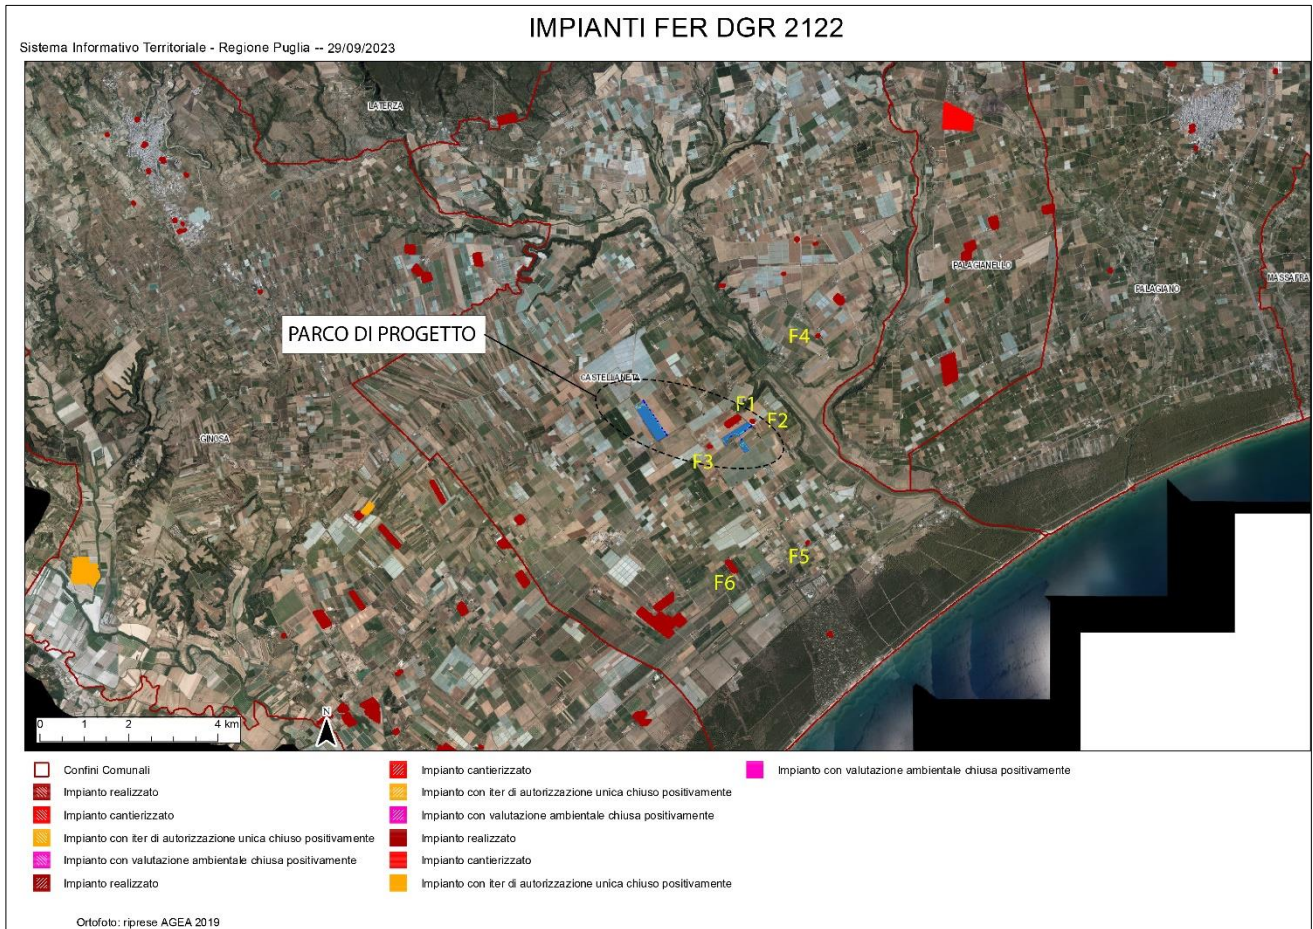 IMPIANTI FER DGR 2122
Sistema Informativo Territoriale - Regione Puglia -- 29/09/2023
LATERZA
PALAGIANELLO
MASSAFRA
PALAGIANO
PARCO DI PROGETTO
F4
CASTELLANETA
F1
F2
GINOSA
F3
F5
F6
N
0 1 2 4 km
Confini Comunali
Impianto realizzato
Impianto cantierizzato
Impianto con iter di autorizzazione unica chiuso positivamente
Impianto con valutazione ambientale chiusa positivamente
Impianto realizzato
Impianto cantierizzato
Impianto con iter di autorizzazione unica chiuso positivamente
Impianto con valutazione ambientale chiusa positivamente
Impianto realizzato
Impianto cantierizzato
Impianto con iter di autorizzazione unica chiuso positivamente
Impianto con valutazione ambientale chiusa positivamente
Ortofoto: riprese AGEA 2019